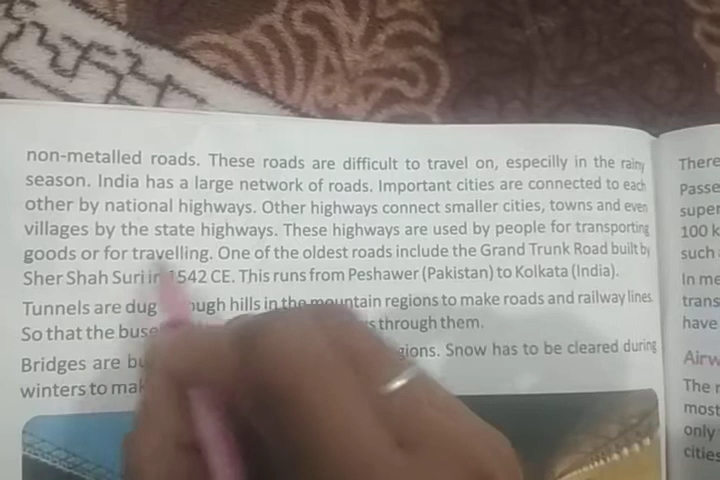 non-metalled roads. These roads are difficult to travel on, especilly in the rainy
season. India has a large network of roads. Important cities are connected to each
other by national highways. Other highways connect smaller cities, towns and even
villages by the state highways. These highways are used by people for transporting
goods or for travelling. One of the oldest roads include the Grand Trunk Road built by
Sher Shah Suri in 1542 CE. This runs from Peshawer (Pakistan) to Kolkata (India).
Tunnels are dug hills in the mountain regions to make roads and railway lines.
So that the through them.
Bridges are Snow has to be cleared during
winters to
There
Passe
super
100 k
such
In me
trans
have
Airw
The
most
only
cities